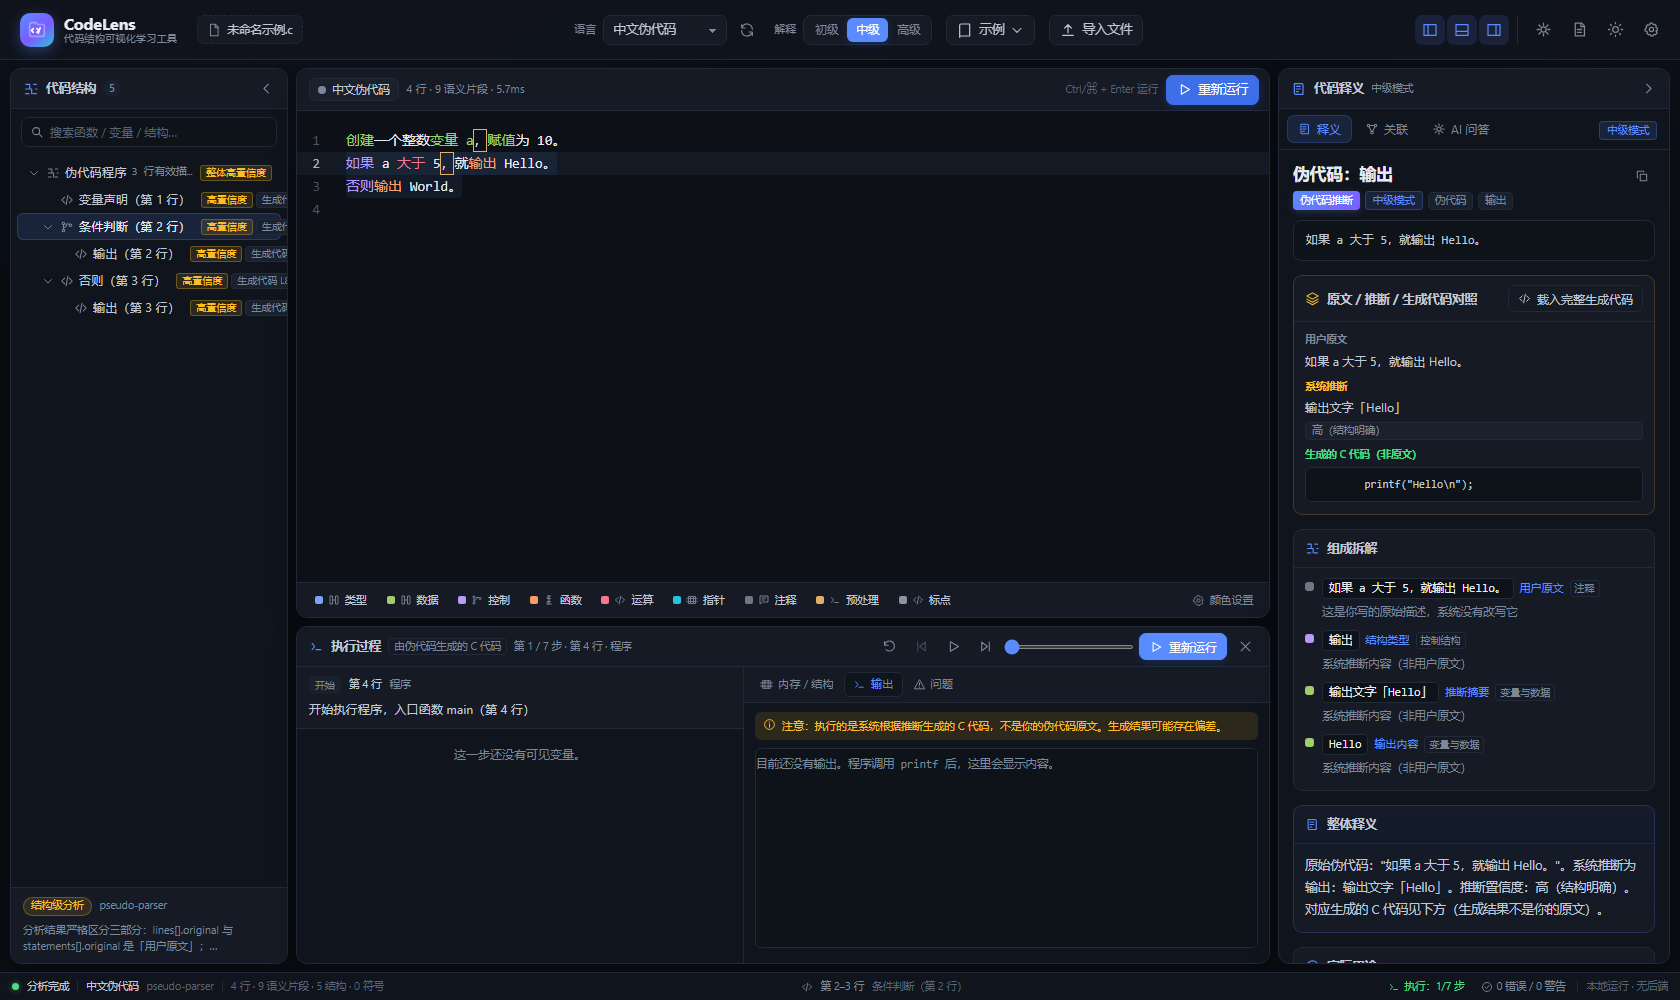 CodeLens
代码结构可视化学习工具
未命名示例.c
语言
中文伪代码
解释
初级
中级
高级
示例
导入文件
代码结构 5
搜索函数 / 变量 / 结构...
伪代码程序 3 行有效描... 整体高置信度
变量声明（第 1 行） 高置信度 生成代
条件判断（第 2 行） 高置信度 生成代
输出（第 2 行） 高置信度 生成代码
否则（第 3 行） 高置信度 生成代码 L8
输出（第 3 行） 高置信度 生成代码
结构级分析 pseudo-parser
分析结果严格区分三部分：lines[].original 与
statements[].original 是「用户原文」；...
中文伪代码 4 行 · 9 语义片段 · 5.7ms
Ctrl/⌘ + Enter 运行
重新运行
1 创建一个整数变量 a，赋值为 10。
2 如果 a 大于 5，就输出 Hello。
3 否则输出 World。
4
类型 数据 控制 函数 运算 指针 注释 预处理 标点
颜色设置
执行过程 由伪代码生成的 C 代码 第 1 / 7 步 · 第 4 行 · 程序
重新运行
开始 第 4 行 程序
开始执行程序，入口函数 main（第 4 行）
这一步还没有可见变量。
内存 / 结构 输出 问题
注意：执行的是系统根据推断生成的 C 代码，不是你的伪代码原文。生成结果可能存在偏差。
目前还没有输出。程序调用 printf 后，这里会显示内容。
代码释义 中级模式
释义 关联 AI 问答 中级模式
伪代码：输出
伪代码推断 中级模式 伪代码 输出
如果 a 大于 5，就输出 Hello。
原文 / 推断 / 生成代码对照 载入完整生成代码
用户原文
如果 a 大于 5，就输出 Hello。
系统推断
输出文字「Hello」
高（结构明确）
生成的 C 代码（非原文）
printf("Hello\n");
组成拆解
如果 a 大于 5，就输出 Hello。 用户原文 注释
这是你写的原始描述，系统没有改写它
输出 结构类型 控制结构
系统推断内容（非用户原文）
输出文字「Hello」 推断摘要 变量与数据
系统推断内容（非用户原文）
Hello 输出内容 变量与数据
系统推断内容（非用户原文）
整体释义
原始伪代码："如果 a 大于 5，就输出 Hello。"。系统推断为
输出：输出文字「Hello」。推断置信度：高（结构明确）。
对应生成的 C 代码见下方（生成结果不是你的原文）。
分析完成 中文伪代码 pseudo-parser 4 行 · 9 语义片段 · 5 结构 · 0 符号
第 2–3 行 条件判断（第 2 行）
执行：1/7 步 0 错误 / 0 警告 本地运行 · 无后端